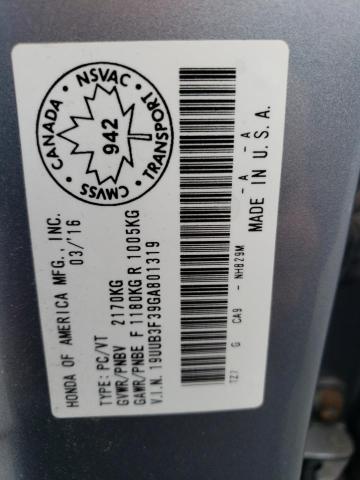 CANADA NSVAC TRANSPORT CMVSS
942
HONDA OF AMERICA MFG., INC.
03/'16
TYPE: PC/VT
GVWR/PNBV 2170KG
GAWR/PNBE F 1180KG R 1005KG
V.I.N. 19UUB3F39GA801319
A - A - A
MADE IN U.S.A.
TZ7 G CA9 - NH829M